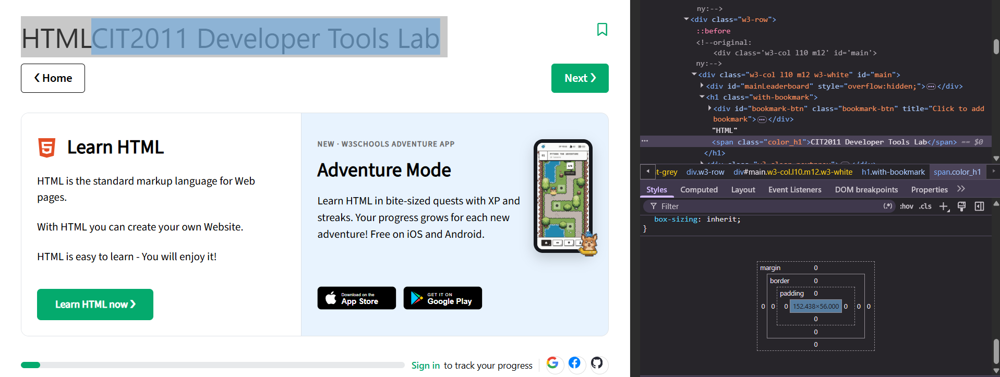 HTMLCIT2011 Developer Tools Lab
❮ Home
Next ❯
Learn HTML
HTML is the standard markup language for Web
pages.
With HTML you can create your own Website.
HTML is easy to learn - You will enjoy it!
Learn HTML now ❯
NEW · W3SCHOOLS ADVENTURE APP
Adventure Mode
Learn HTML in bite-sized quests with XP and
streaks. Your progress grows for each new
adventure! Free on iOS and Android.
Download on the
App Store
GET IT ON
Google Play
Sign in to track your progress
ny:-->
<div class="w3-row">
::before
<!--original:
<div class='w3-col l10 m12' id='main'>
ny:-->
<div class="w3-col l10 m12 w3-white" id="main">
<div id="mainLeaderboard" style="overflow:hidden;">…</div>
<h1 class="with-bookmark">
<div id="bookmark-btn" class="bookmark-btn" title="Click to add
bookmark">…</div>
"HTML"
<span class="color_h1">CIT2011 Developer Tools Lab</span> == $0
</h1>
t-grey div.w3-row div#main.w3-col.l10.m12.w3-white h1.with-bookmark span.color_h1
Styles Computed Layout Event Listeners DOM breakpoints Properties
Filter (.*) :hov .cls
box-sizing: inherit;
}
margin 0
border 0
padding 0
0 0 0 152.438×56.000 0 0 0
0
0
0